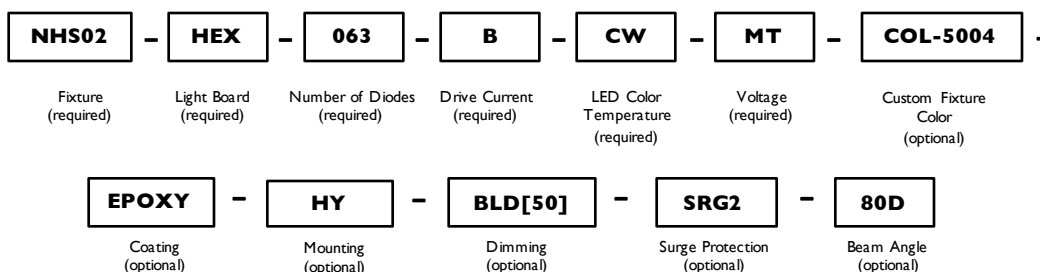 NHS02 – HEX – 063 – B – CW – MT – COL-5004 -
Fixture (required)
Light Board (required)
Number of Diodes (required)
Drive Current (required)
LED Color Temperature (required)
Voltage (required)
Custom Fixture Color (optional)
EPOXY – HY – BLD[50] – SRG2 – 80D
Coating (optional)
Mounting (optional)
Dimming (optional)
Surge Protection (optional)
Beam Angle (optional)